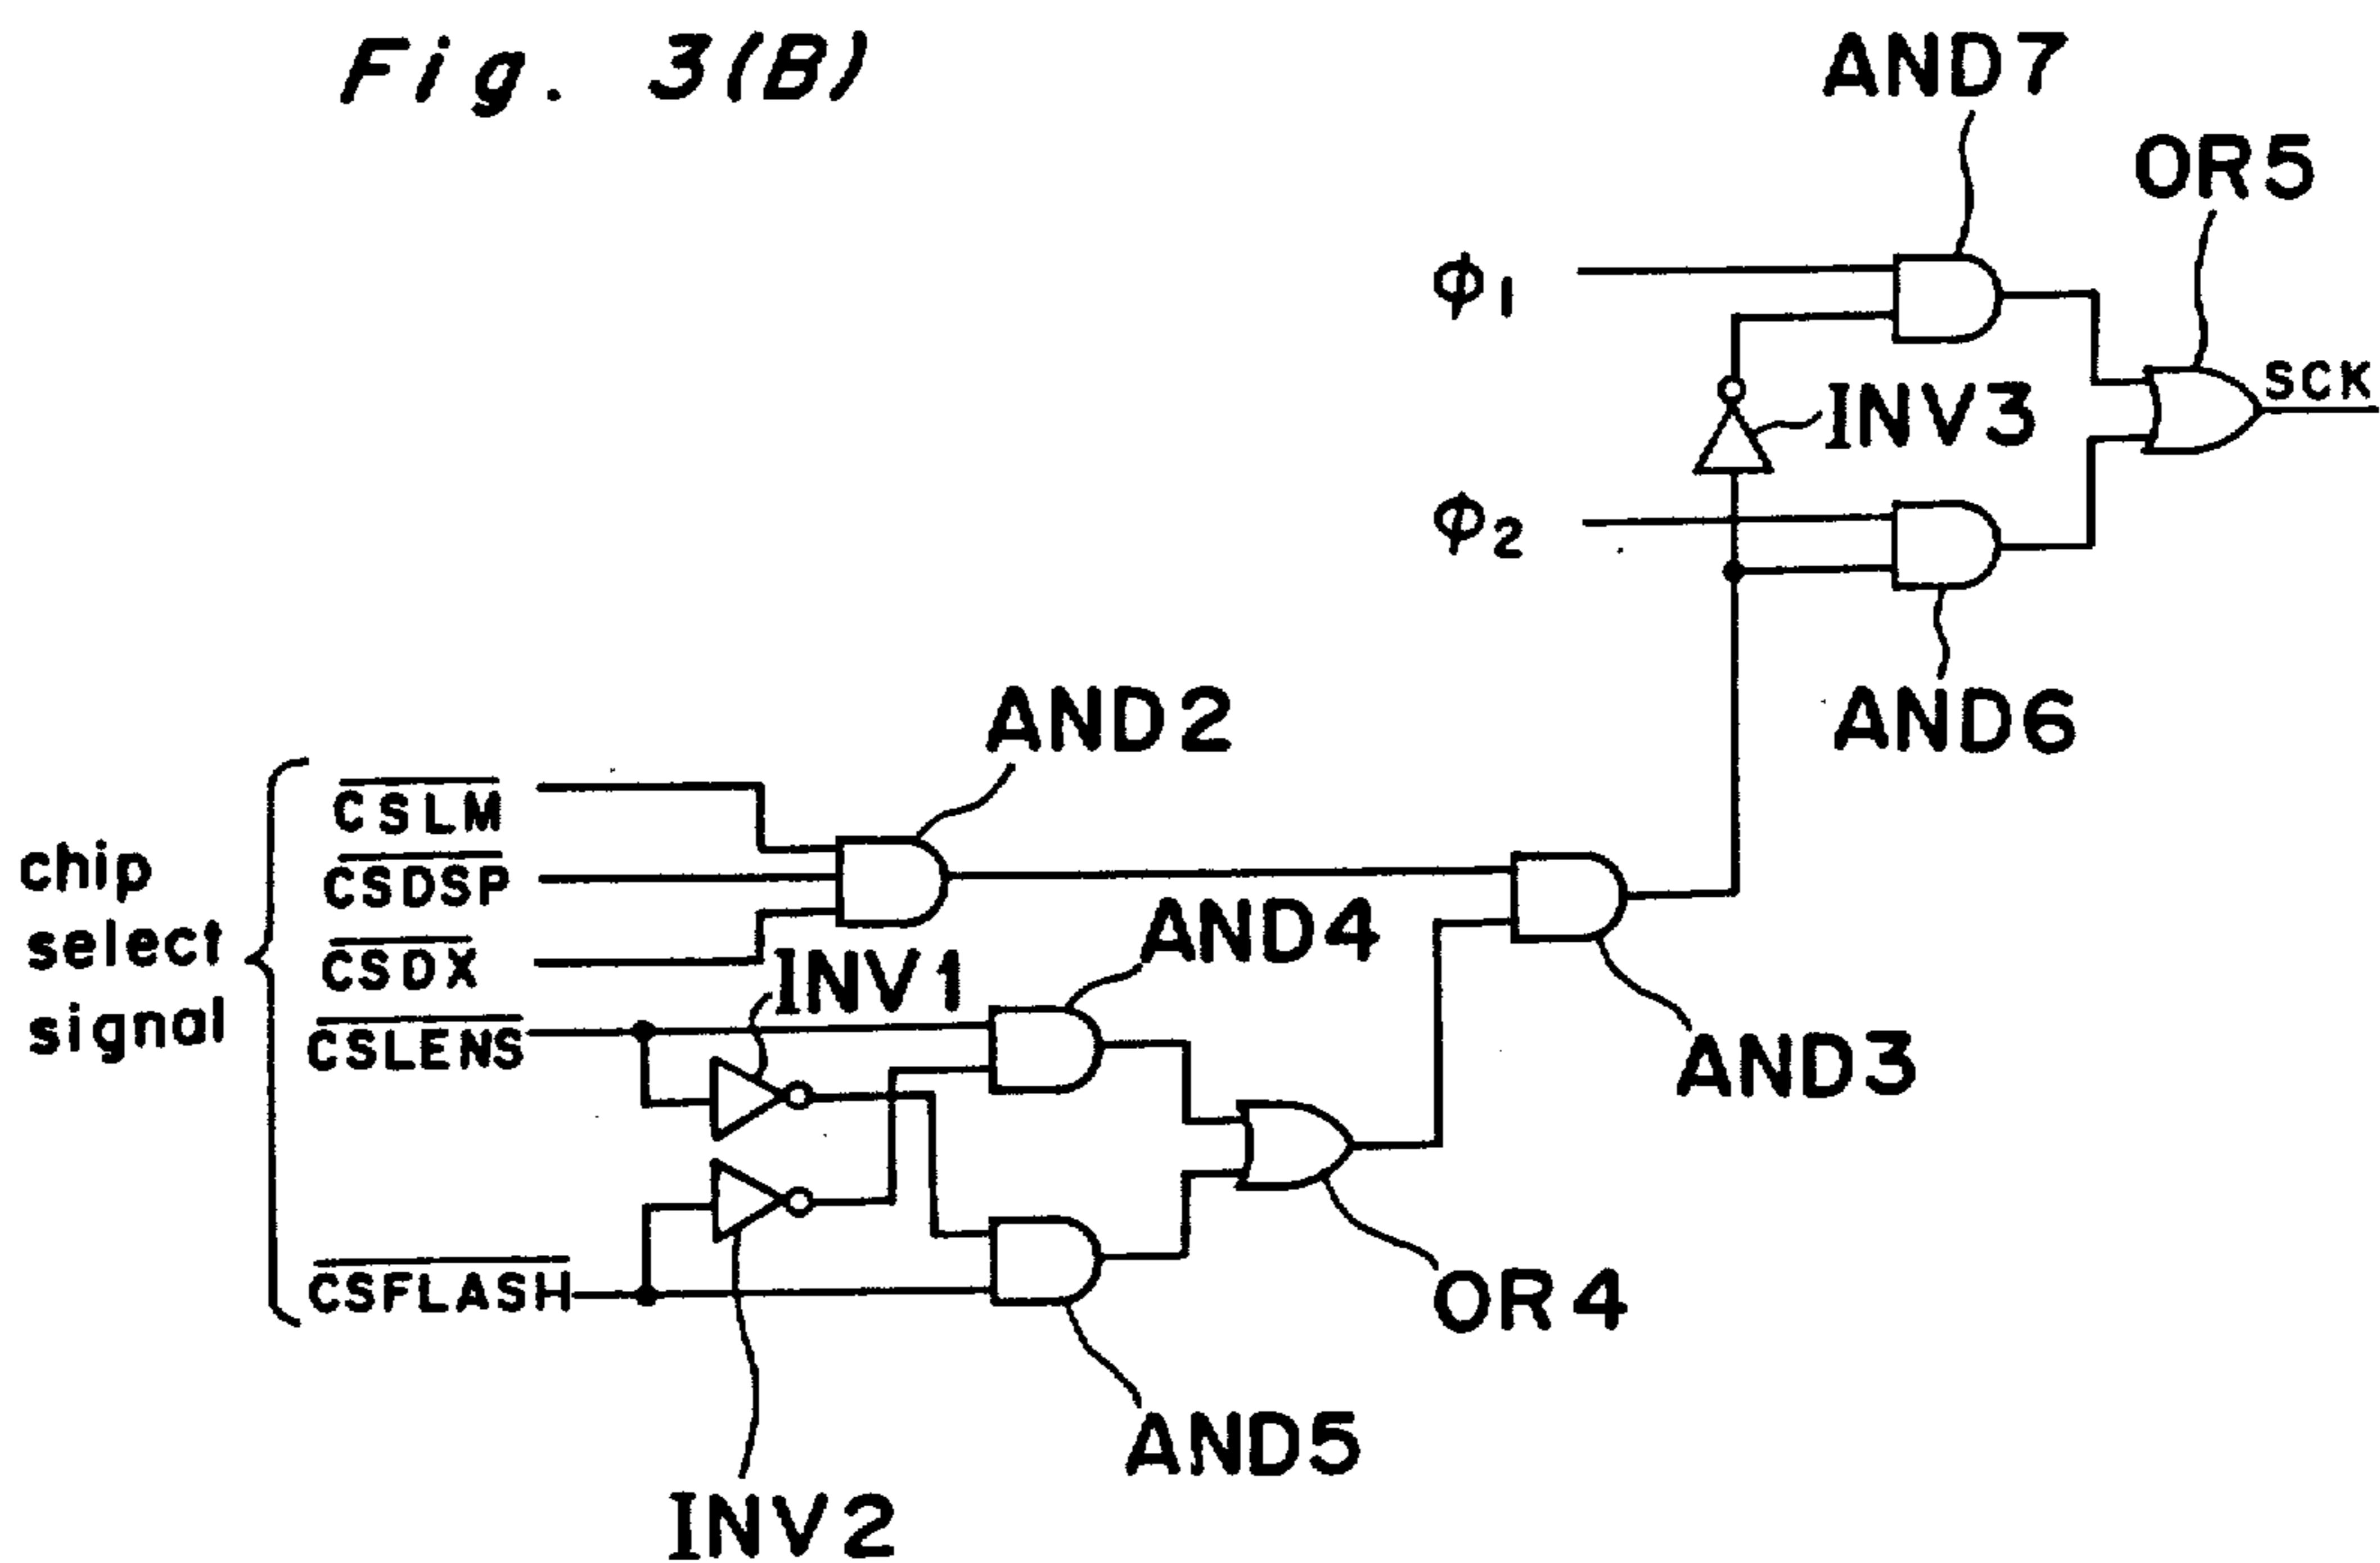 Fig. 3(B)
AND7
OR5
ϕ1
SCK
INV3
ϕ2
AND6
AND2
chip
select
signal
CSLM
CSDSP
CSDX
CSLENS
CSFLASH
INV1
AND4
AND3
OR4
AND5
INV2